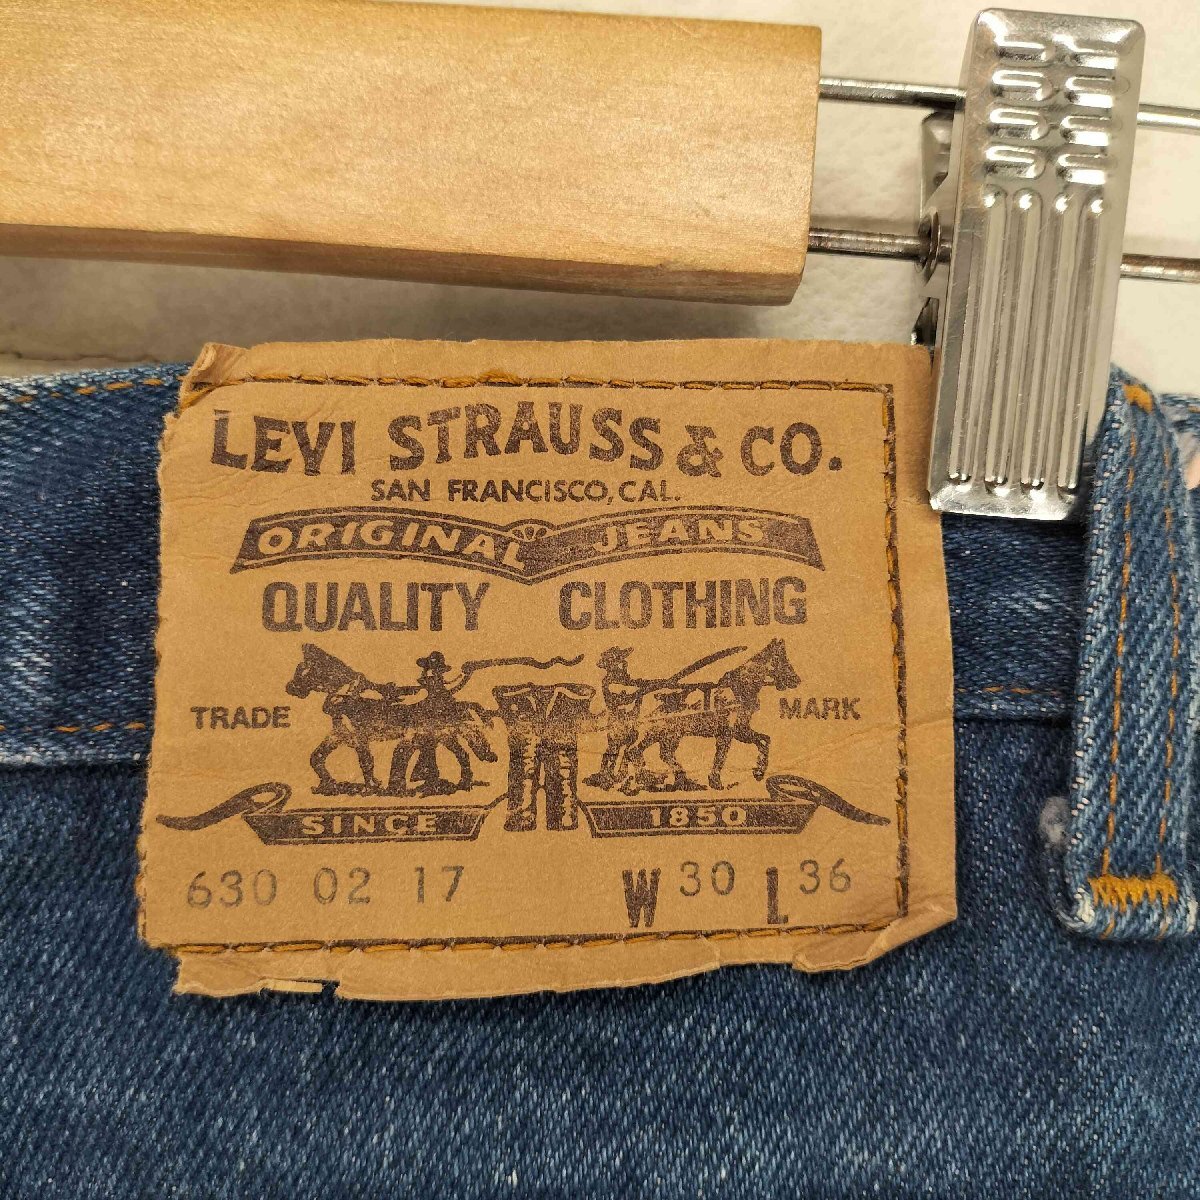 LEVI STRAUSS & CO.
SAN FRANCISCO, CAL.
ORIGINAL JEANS
QUALITY CLOTHING
TRADE MARK
SINCE 1850
630 02 17 W 30 L 36